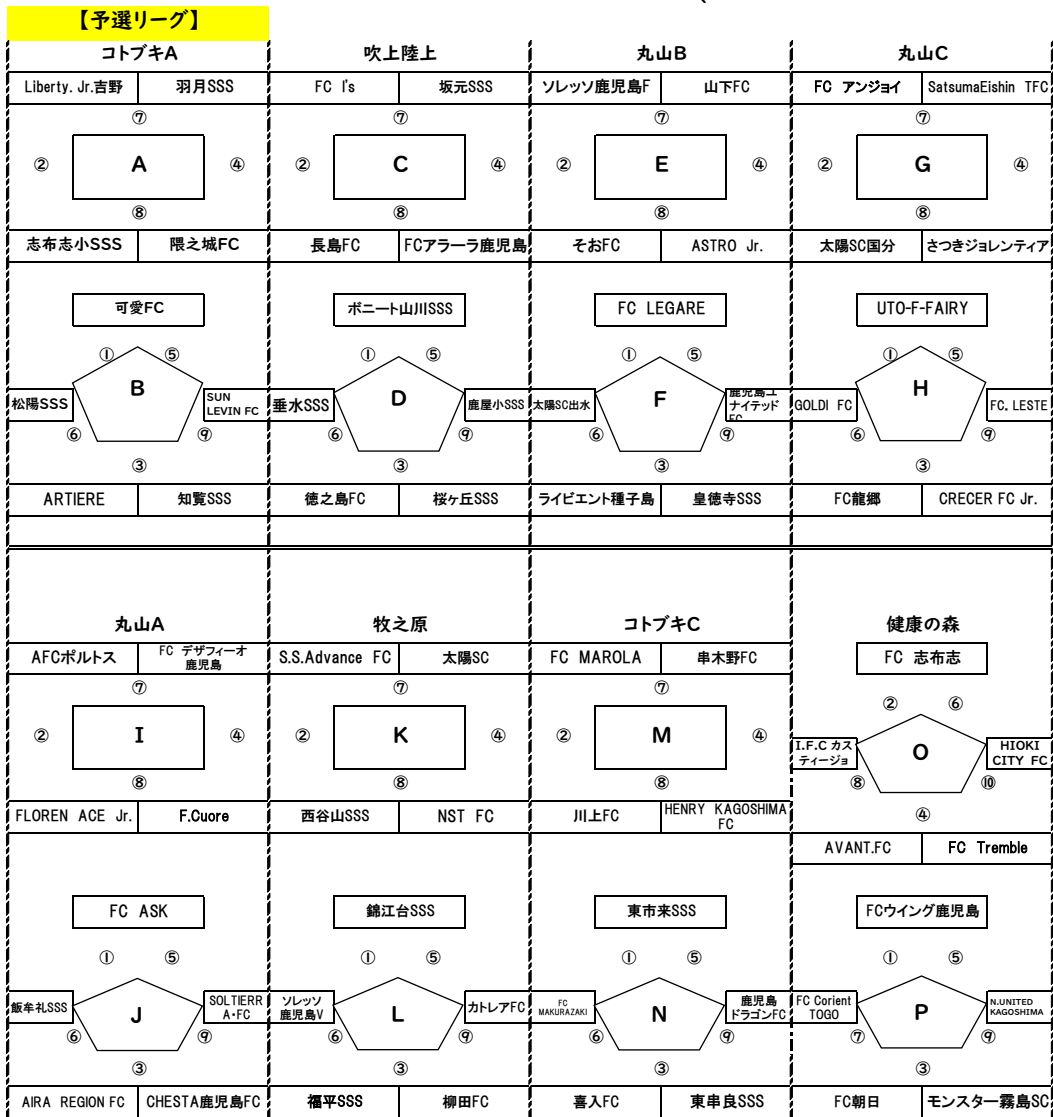 【予選リーグ】
コトブキA 吹上陸上 丸山B 丸山C
Liberty. Jr.吉野 羽月SSS FC I's 坂元SSS ソレッソ鹿児島F 山下FC FC アンジョイ SatsumaEishin TFC
⑦ ⑦ ⑦ ⑦
② A ④ ② C ④ ② E ④ ② G ④
⑧ ⑧ ⑧ ⑧
志布志小SSS 隈之城FC 長島FC FCアラーラ鹿児島 そおFC ASTRO Jr. 太陽SC国分 さつきジョレンティア
可愛FC ボニート山川SSS FC LEGARE UTO-F-FAIRY
① ⑤ ① ⑤ ① ⑤ ① ⑤
松陽SSS B SUN LEVIN FC 垂水SSS D 鹿屋小SSS 太陽SC出水 F 鹿児島ユナイテッドFC GOLDI FC H FC. LESTE
⑥ ⑨ ⑥ ⑨ ⑥ ⑨ ⑥ ⑨
③ ③ ③ ③
ARTIERE 知覧SSS 徳之島FC 桜ヶ丘SSS ライビエント種子島 皇徳寺SSS FC龍郷 CRECER FC Jr.
丸山A 牧之原 コトブキC 健康の森
AFCポルトス FC デザフィーオ鹿児島 S.S.Advance FC 太陽SC FC MAROLA 串木野FC FC 志布志
⑦ ⑦ ⑦ ② ⑥
② I ④ ② K ④ ② M ④ I.F.C カスティージョ O HIOKI CITY FC
⑧ ⑧ ⑧ ⑧ ⑩
④
FLOREN ACE Jr. F.Cuore 西谷山SSS NST FC 川上FC HENRY KAGOSHIMA FC
AVANT.FC FC Tremble
FC ASK 錦江台SSS 東市来SSS FCウイング鹿児島
① ⑤ ① ⑤ ① ⑤ ① ⑤
飯牟礼SSS J SOLTIERRA・FC ソレッソ鹿児島V L カトレアFC FC MAKURAZAKI N 鹿児島ドラゴンFC FC Corient TOGO P N.UNITED KAGOSHIMA
⑥ ⑨ ⑥ ⑨ ⑥ ⑨ ⑦ ⑨
③ ③ ③ ③
AIRA REGION FC CHESTA鹿児島FC 福平SSS 柳田FC 喜入FC 東串良SSS FC朝日 モンスター霧島SC